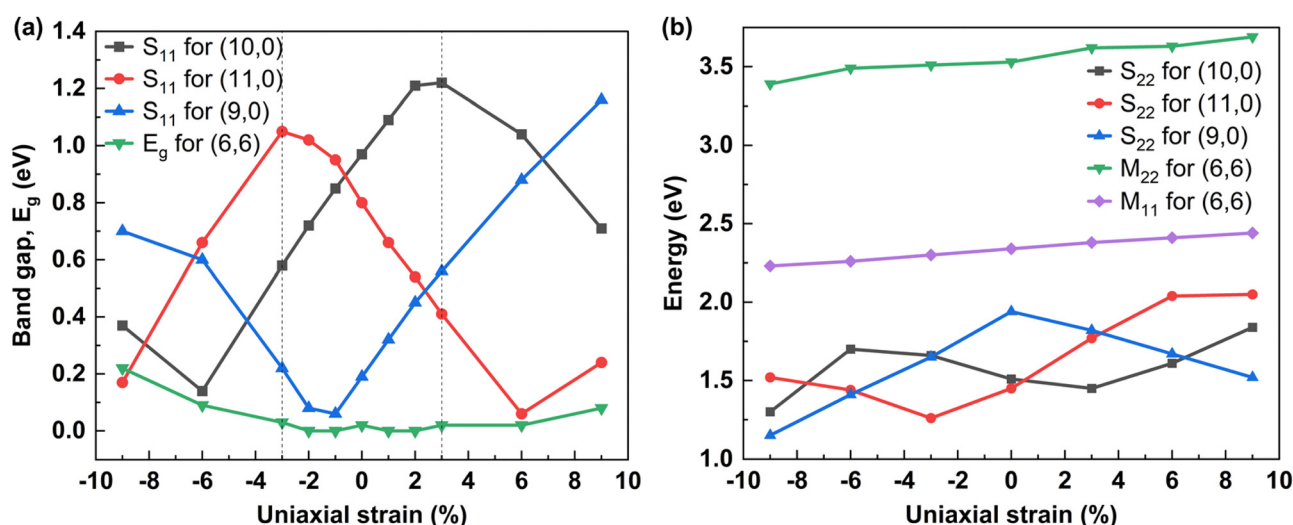 (a)
1.4
1.2
1.0
0.8
0.6
0.4
0.2
0.0
Band gap, Eg (eV)
S11 for (10,0)
S11 for (11,0)
S11 for (9,0)
Eg for (6,6)
-10 -8 -6 -4 -2 0 2 4 6 8 10
Uniaxial strain (%)
(b)
3.5
3.0
2.5
2.0
1.5
1.0
Energy (eV)
S22 for (10,0)
S22 for (11,0)
S22 for (9,0)
M22 for (6,6)
M11 for (6,6)
-10 -8 -6 -4 -2 0 2 4 6 8 10
Uniaxial strain (%)